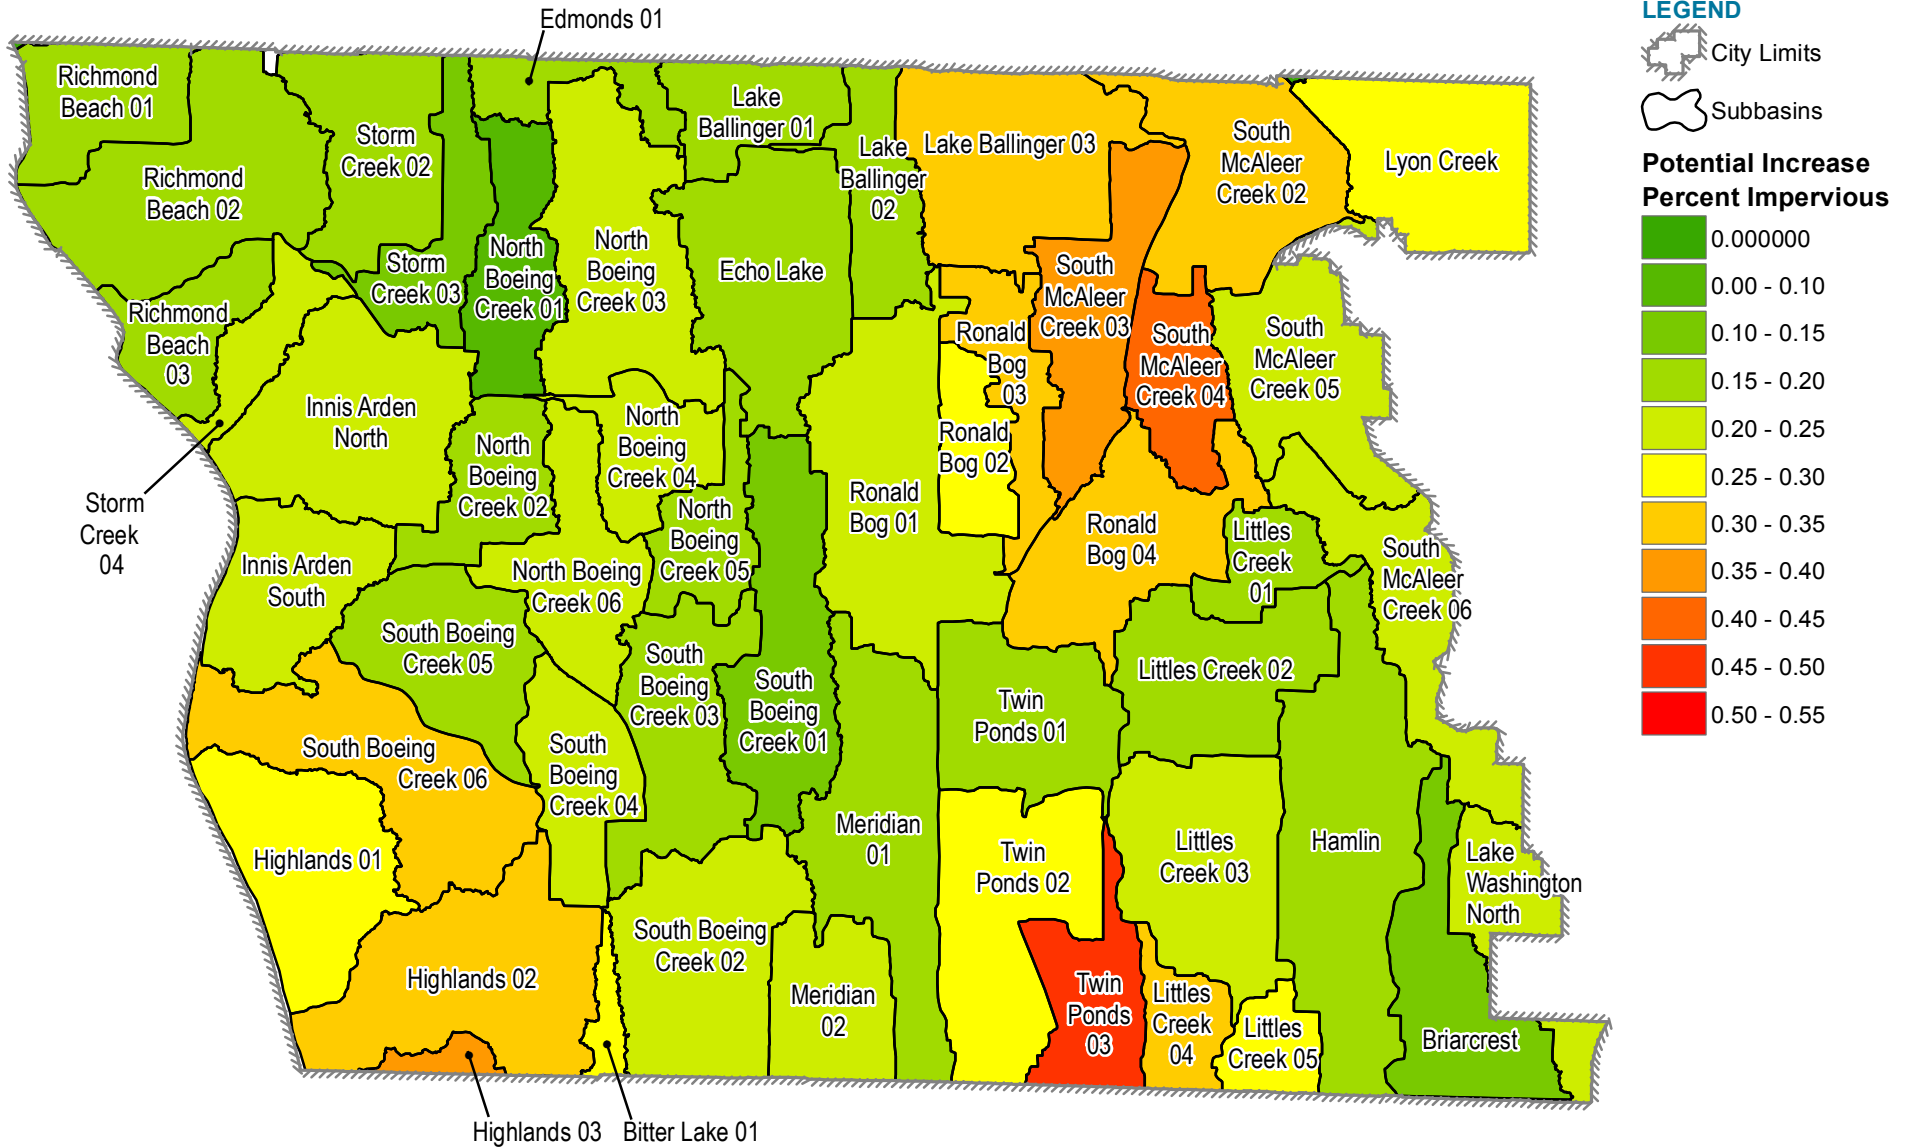 Edmonds 01
Richmond
Beach 01
Richmond
Beach 02
Storm
Creek 02
Lake
Ballinger 01
Lake
Ballinger
02
Lake Ballinger 03
South
McAleer
Creek 02
Lyon Creek
Storm
Creek 03
North
Boeing
Creek 01
North
Boeing
Creek 03
Echo Lake
South
McAleer
Creek 03
Richmond
Beach
03
Ronald
Bog
03
South
McAleer
Creek 04
South
McAleer
Creek 05
Innis Arden
North
North
Boeing
Creek 04
Ronald
Bog 02
North
Boeing
Creek 02
Storm
Creek
04
Ronald
Bog 01
North
Boeing
Creek 05
Ronald
Bog 04
Littles
Creek
01
South
McAleer
Creek 06
Innis Arden
South
North Boeing
Creek 06
South Boeing
Creek 05
South
Boeing
Creek 03
South
Boeing
Creek 01
Littles Creek 02
Twin
Ponds 01
South Boeing
Creek 06
South
Boeing
Creek 04
Highlands 01
Meridian
01
Twin
Ponds 02
Littles
Creek 03
Hamlin
Lake
Washington
North
South Boeing
Creek 02
Highlands 02
Meridian
02
Twin
Ponds
03
Littles
Creek
04
Littles
Creek 05
Briarcrest
Highlands 03
Bitter Lake 01
LEGEND
City Limits
Subbasins
Potential Increase
Percent Impervious
0.000000
0.00 - 0.10
0.10 - 0.15
0.15 - 0.20
0.20 - 0.25
0.25 - 0.30
0.30 - 0.35
0.35 - 0.40
0.40 - 0.45
0.45 - 0.50
0.50 - 0.55